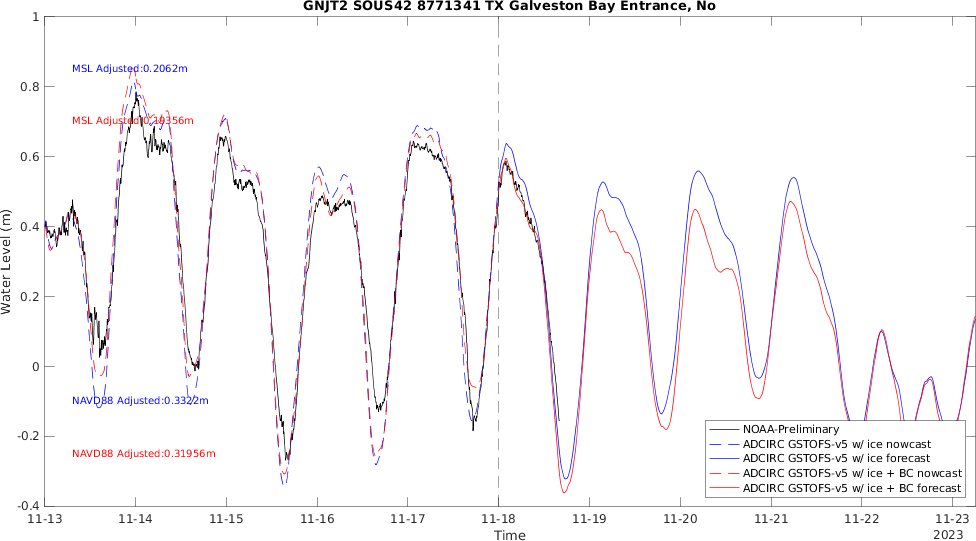 GNJT2 SOUS42 8771341 TX Galveston Bay Entrance, No
Water Level (m)
1
0.8
0.6
0.4
0.2
0
-0.2
-0.4
MSL Adjusted:0.2062m
MSL Adjusted:0.19356m
NAVD88 Adjusted:0.3322m
NAVD88 Adjusted:0.31956m
NOAA-Preliminary
ADCIRC GSTOFS-v5 w/ ice nowcast
ADCIRC GSTOFS-v5 w/ ice forecast
ADCIRC GSTOFS-v5 w/ ice + BC nowcast
ADCIRC GSTOFS-v5 w/ ice + BC forecast
11-13 11-14 11-15 11-16 11-17 11-18 11-19 11-20 11-21 11-22 11-23
Time
2023